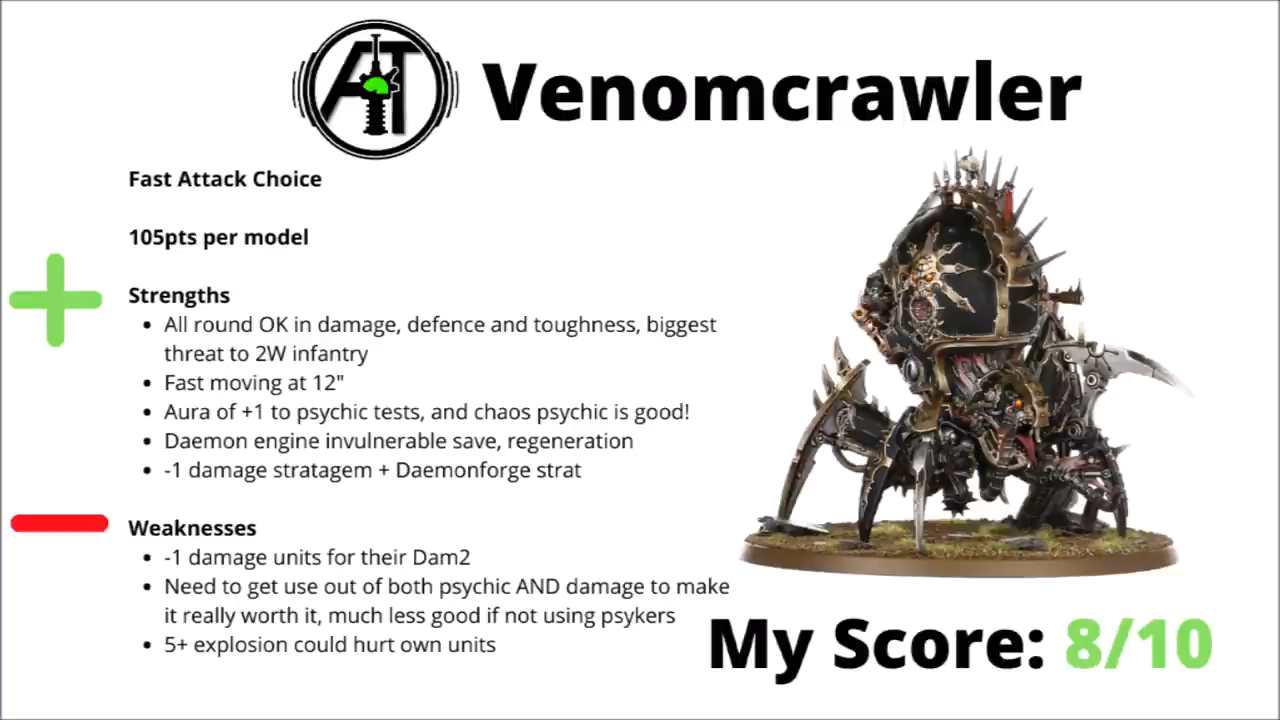 AT
Venomcrawler
Fast Attack Choice
105pts per model
Strengths
• All round OK in damage, defence and toughness, biggest
threat to 2W infantry
• Fast moving at 12"
• Aura of +1 to psychic tests, and chaos psychic is good!
• Daemon engine invulnerable save, regeneration
• -1 damage stratagem + Daemonforge strat
Weaknesses
• -1 damage units for their Dam2
• Need to get use out of both psychic AND damage to make
it really worth it, much less good if not using psykers
• 5+ explosion could hurt own units
My Score: 8/10